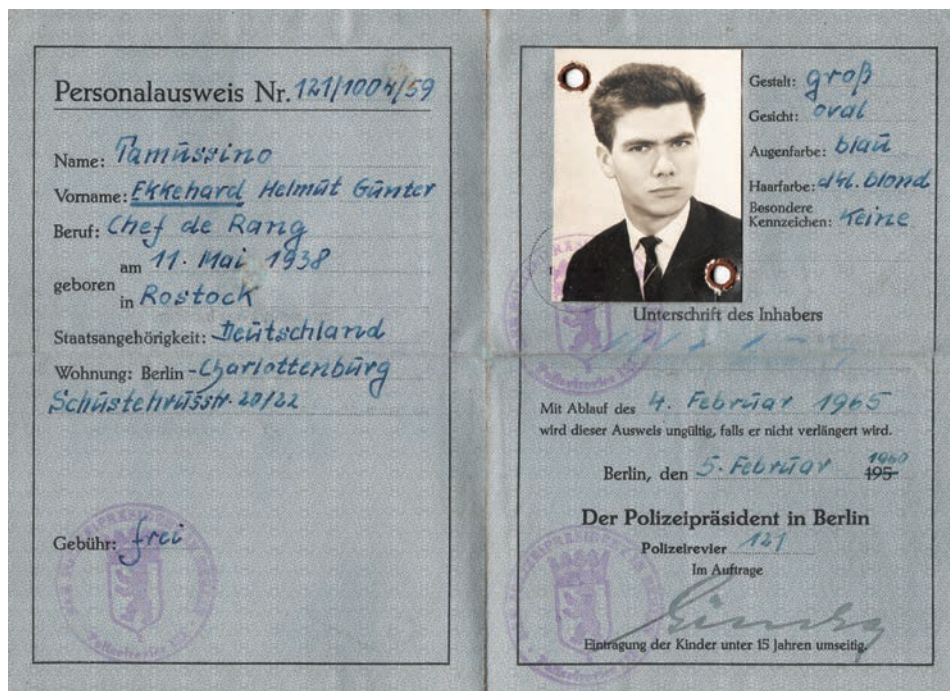 Personalausweis Nr. 121/1004/59
Name: Tamussino
Vorname: Ekkehard Helmut Günter
Beruf: Chef de Rang
geboren am 11. Mai 1938
in Rostock
Staatsangehörigkeit: Deutschland
Wohnung: Berlin-Charlottenburg
Schustehrusstr. 20/22
Gebühr: frei
Gestalt: groß
Gesicht: oval
Augenfarbe: blau
Haarfarbe: dkl. blond
Besondere
Kennzeichen: keine
Unterschrift des Inhabers
Mit Ablauf des 4. Februar 1965
wird dieser Ausweis ungültig, falls er nicht verlängert wird.
Berlin, den 5. Februar 1960 195
Der Polizeipräsident in Berlin
Polizeirevier 121
Im Auftrage
Eintragung der Kinder unter 15 Jahren umseitig.